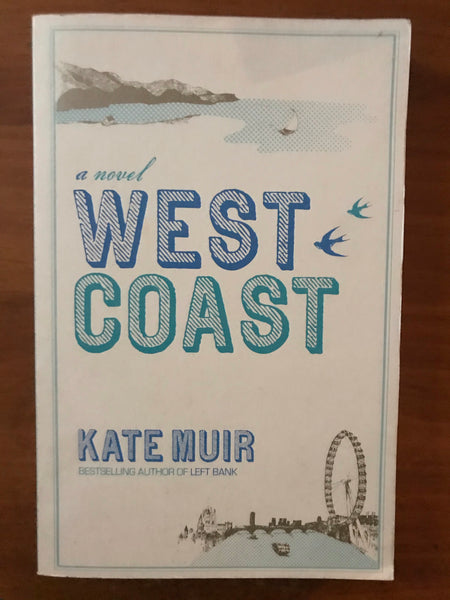 a novel
WEST
COAST
KATE MUIR
BESTSELLING AUTHOR OF LEFT BANK